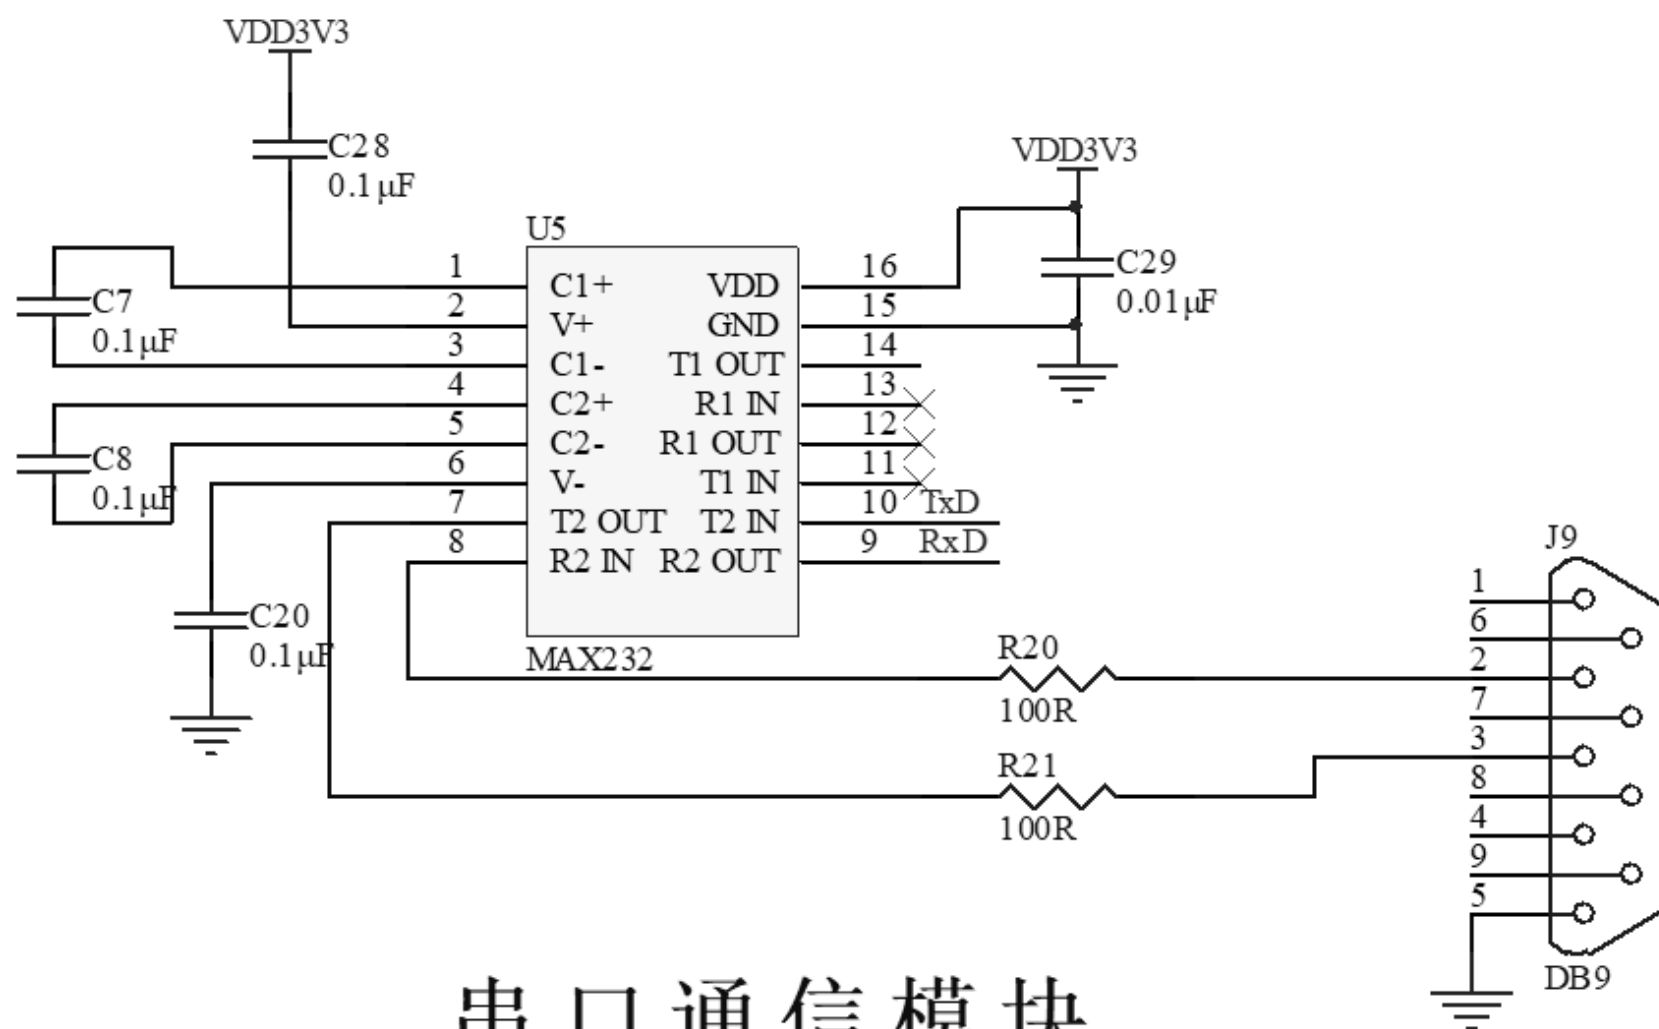 VDD3V3
C28
0.1μF
VDD3V3
U5
C29
0.01μF
C7
0.1μF
1 C1+ VDD 16
2 V+ GND 15
3 C1- T1 OUT 14
4 C2+ R1 IN 13
5 C2- R1 OUT 12
6 V- T1 IN 11
7 T2 OUT T2 IN 10 TxD
8 R2 IN R2 OUT 9 RxD
C8
0.1μF
C20
0.1μF
MAX232
R20
100R
R21
100R
J9
1
6
2
7
3
8
4
9
5
DB9
串口通信模块